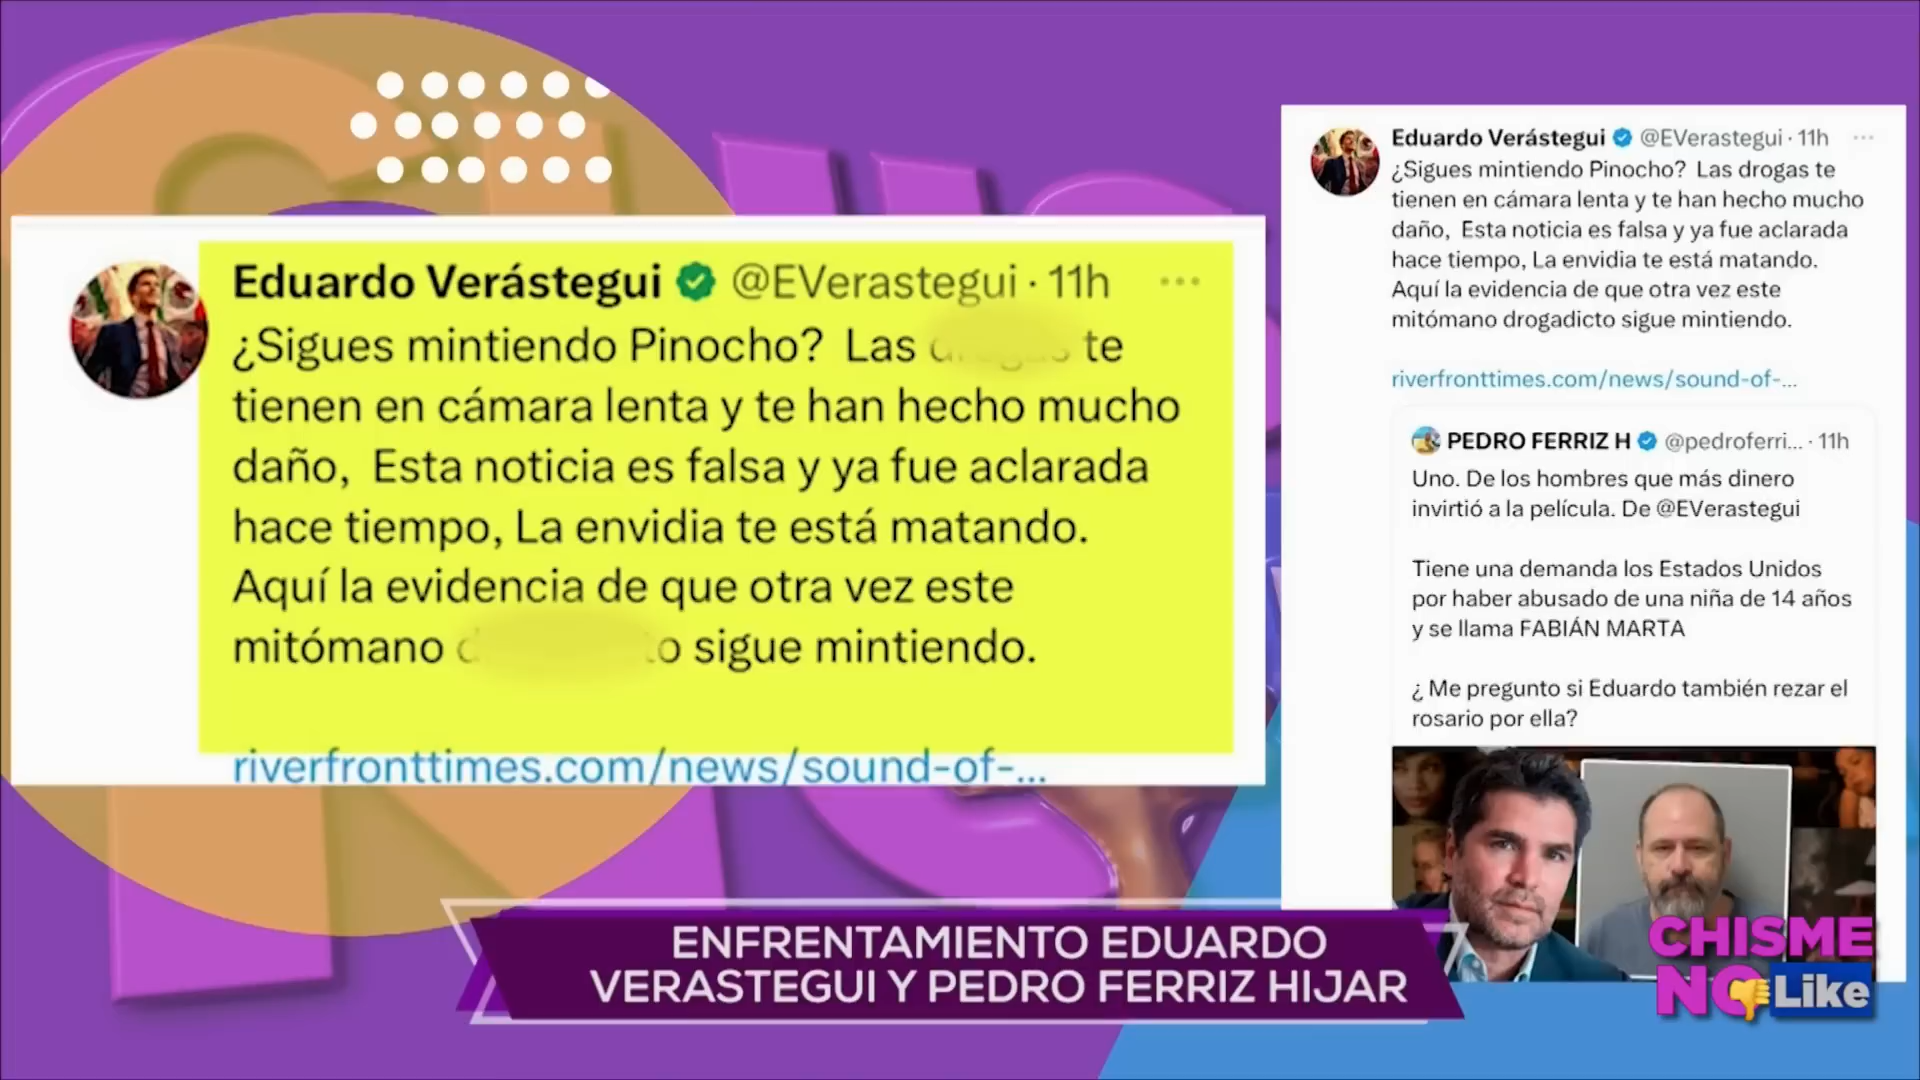 Eduardo Verástegui @EVerastegui · 11h
¿Sigues mintiendo Pinocho? Las te
tienen en cámara lenta y te han hecho mucho
daño, Esta noticia es falsa y ya fue aclarada
hace tiempo, La envidia te está matando.
Aquí la evidencia de que otra vez este
mitómano sigue mintiendo.
riverfronttimes.com/news/sound-of-...
Eduardo Verástegui @EVerastegui · 11h
¿Sigues mintiendo Pinocho? Las drogas te
tienen en cámara lenta y te han hecho mucho
daño, Esta noticia es falsa y ya fue aclarada
hace tiempo, La envidia te está matando.
Aquí la evidencia de que otra vez este
mitómano drogadicto sigue mintiendo.
riverfronttimes.com/news/sound-of-...
PEDRO FERRIZ H @pedroferri... · 11h
Uno. De los hombres que más dinero
invirtió a la película. De @EVerastegui
Tiene una demanda los Estados Unidos
por haber abusado de una niña de 14 años
y se llama FABIÁN MARTA
¿ Me pregunto si Eduardo también rezar el
rosario por ella?
ENFRENTAMIENTO EDUARDO
VERASTEGUI Y PEDRO FERRIZ HIJAR
CHISME
NO Like